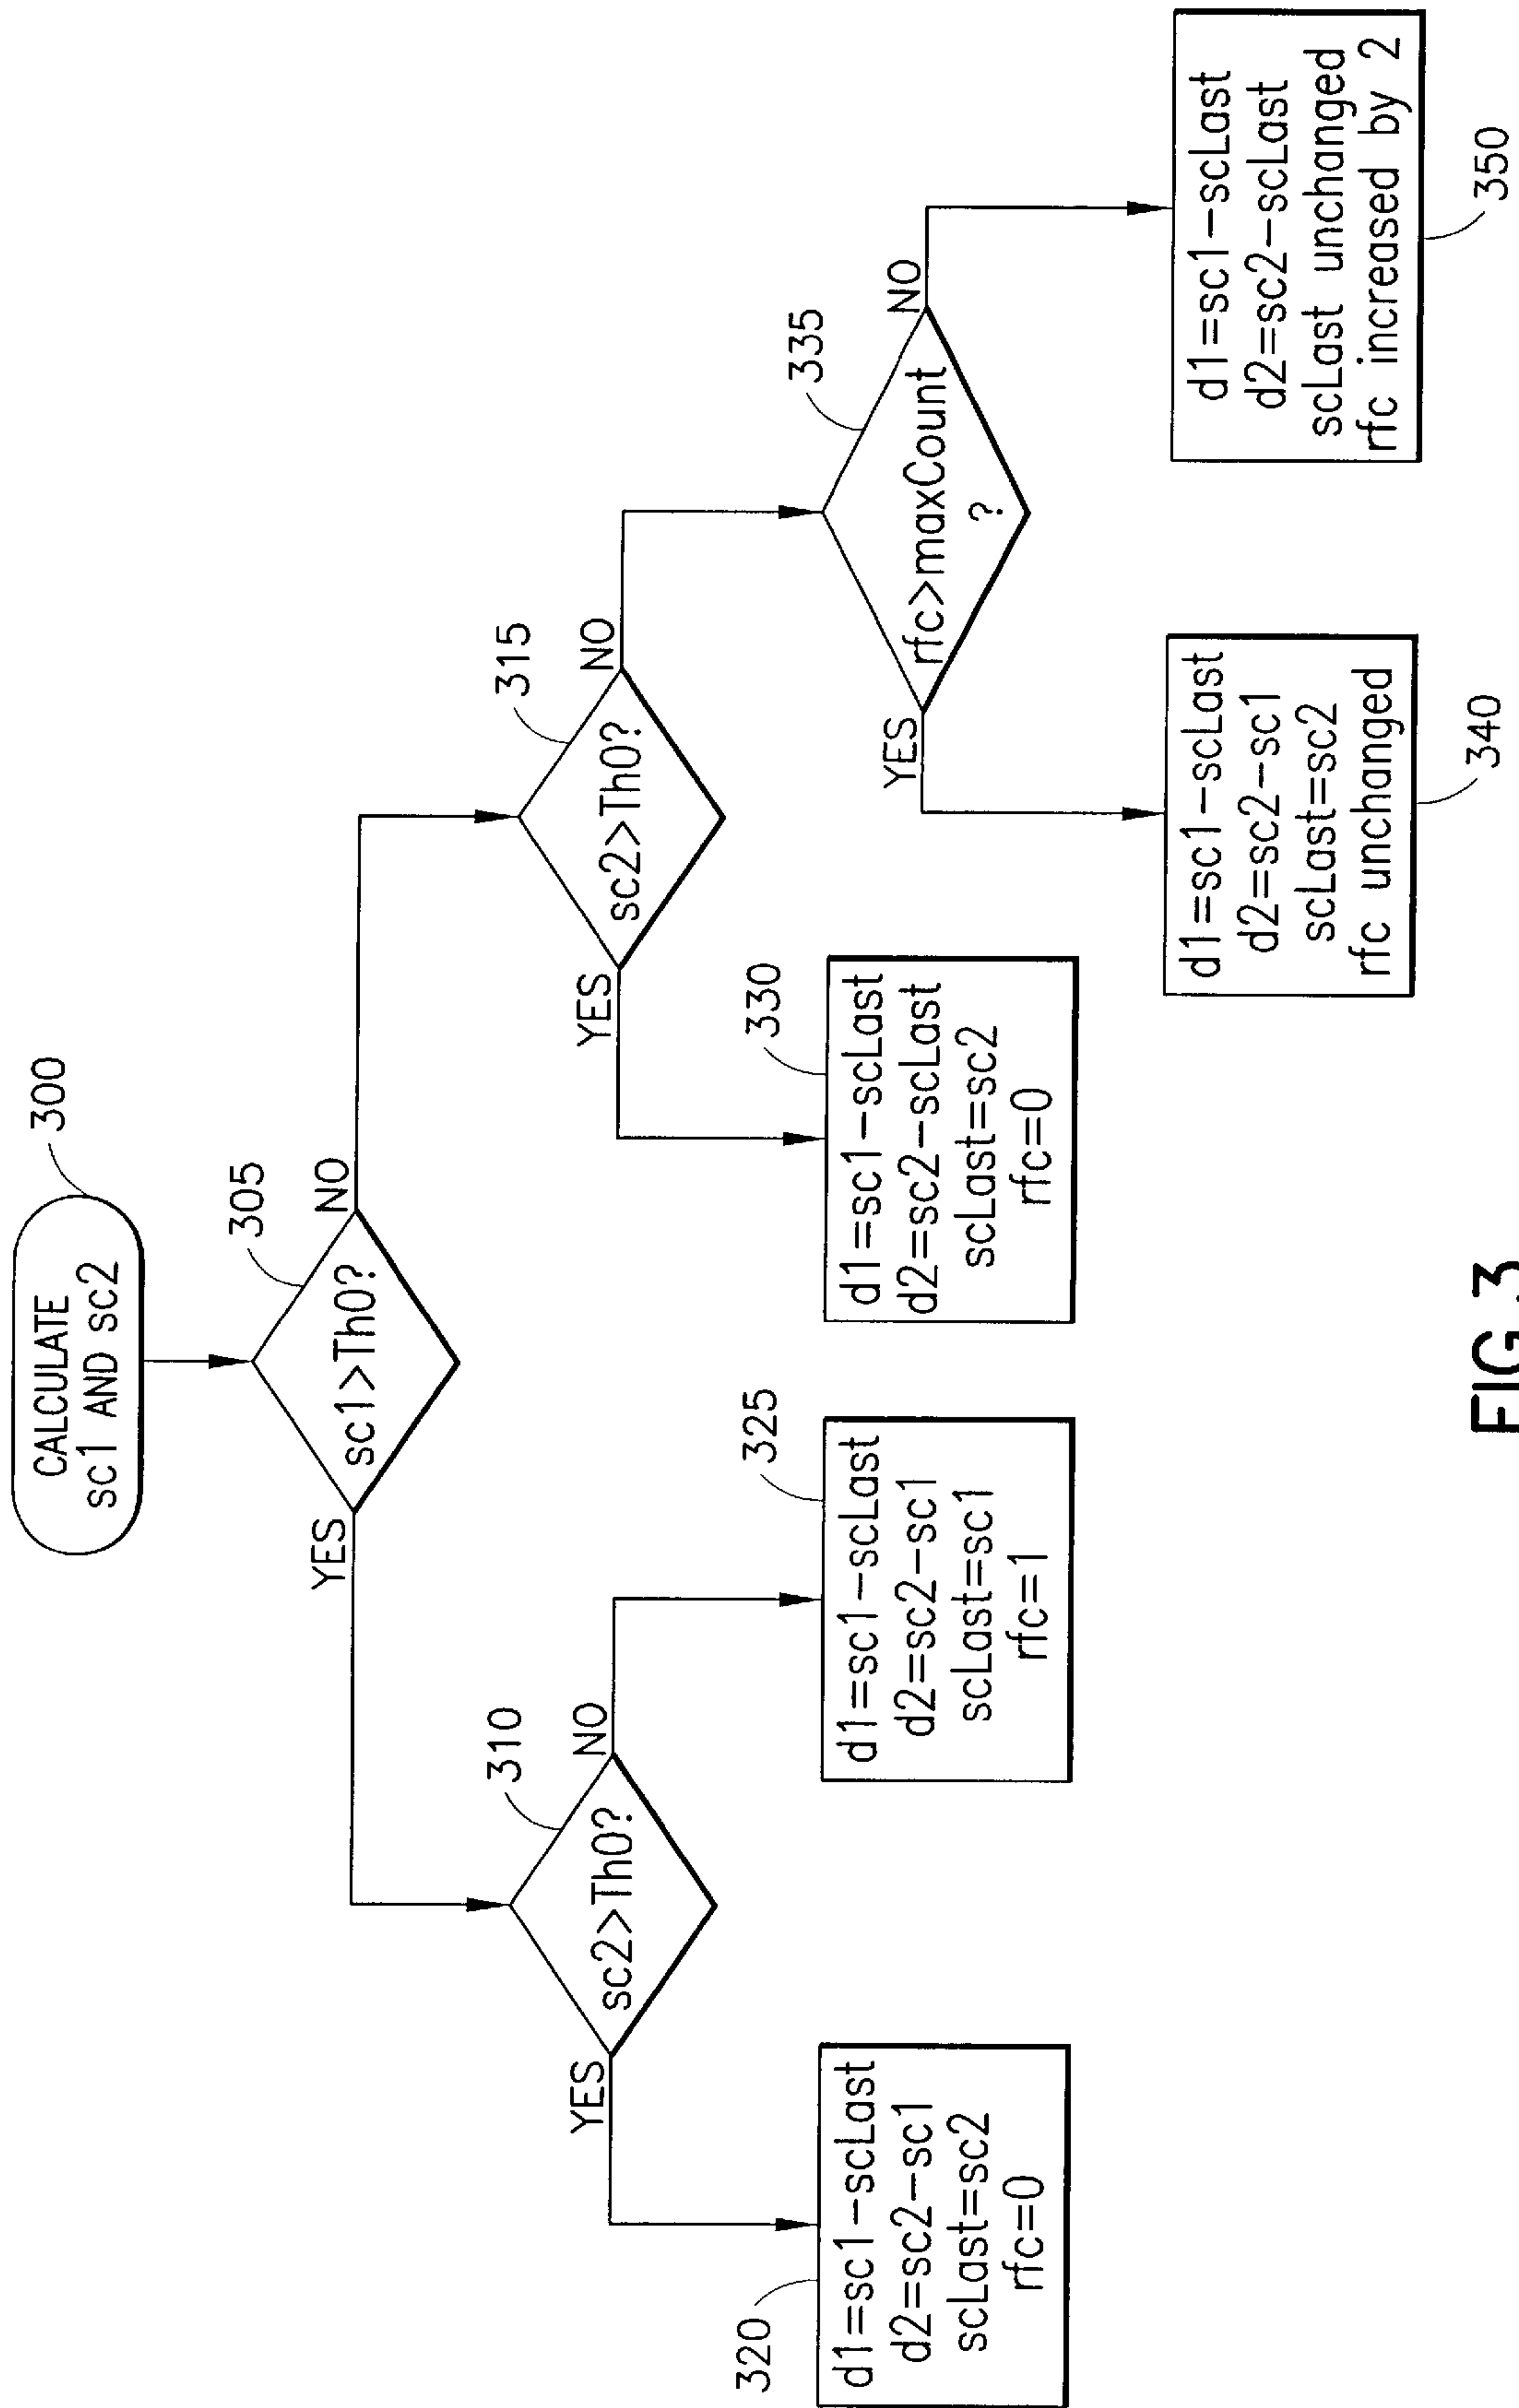 CALCULATE
sc1 AND sc2
300
305
sc1>Th0?
YES
NO
310
sc2>Th0?
YES
NO
315
sc2>Th0?
YES
NO
320
d1=sc1-scLast
d2=sc2-sc1
scLast=sc2
rfc=0
325
d1=sc1-scLast
d2=sc2-sc1
scLast=sc1
rfc=1
330
d1=sc1-scLast
d2=sc2-scLast
scLast=sc2
rfc=0
335
rfc>maxCount
?
YES
NO
d1=sc1-scLast
d2=sc2-sc1
scLast=sc2
rfc unchanged
340
d1=sc1-scLast
d2=sc2-scLast
scLast unchanged
rfc increased by 2
350
FIG.3